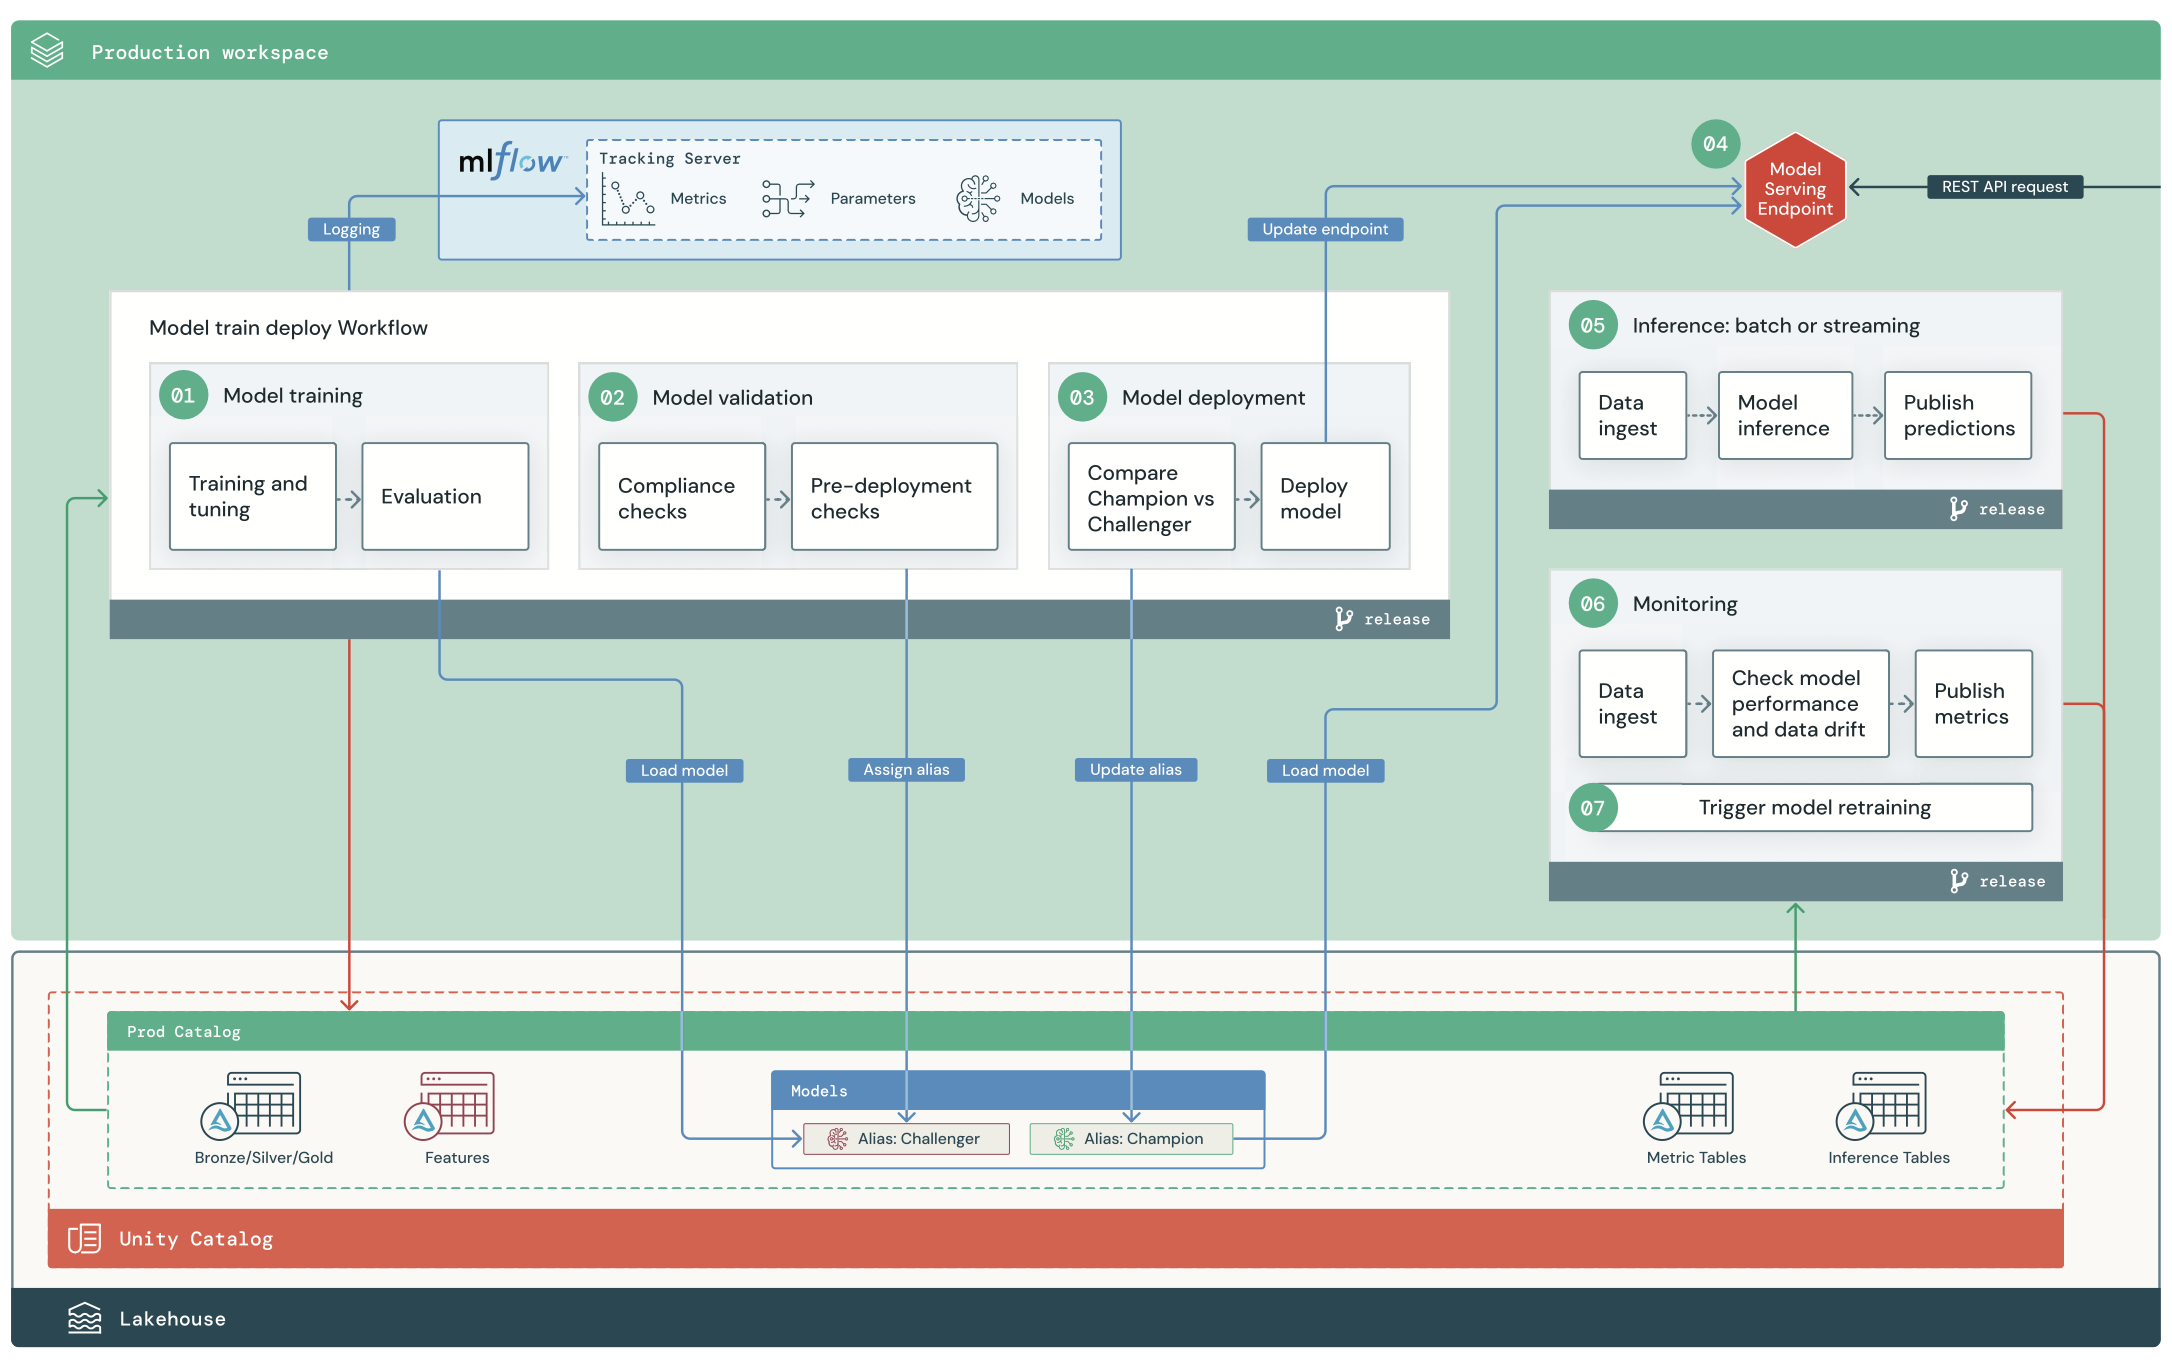 Production workspace
mlflow
Tracking Server
Metrics
Parameters
Models
Logging
Update endpoint
04
Model
Serving
Endpoint
REST API request
Model train deploy Workflow
01
Model training
Training and
tuning
Evaluation
02
Model validation
Compliance
checks
Pre-deployment
checks
03
Model deployment
Compare
Champion vs
Challenger
Deploy
model
release
05
Inference: batch or streaming
Data
ingest
Model
inference
Publish
predictions
release
06
Monitoring
Data
ingest
Check model
performance
and data drift
Publish
metrics
07
Trigger model retraining
release
Load model
Assign alias
Update alias
Load model
Prod Catalog
Bronze/Silver/Gold
Features
Models
Alias: Challenger
Alias: Champion
Metric Tables
Inference Tables
Unity Catalog
Lakehouse